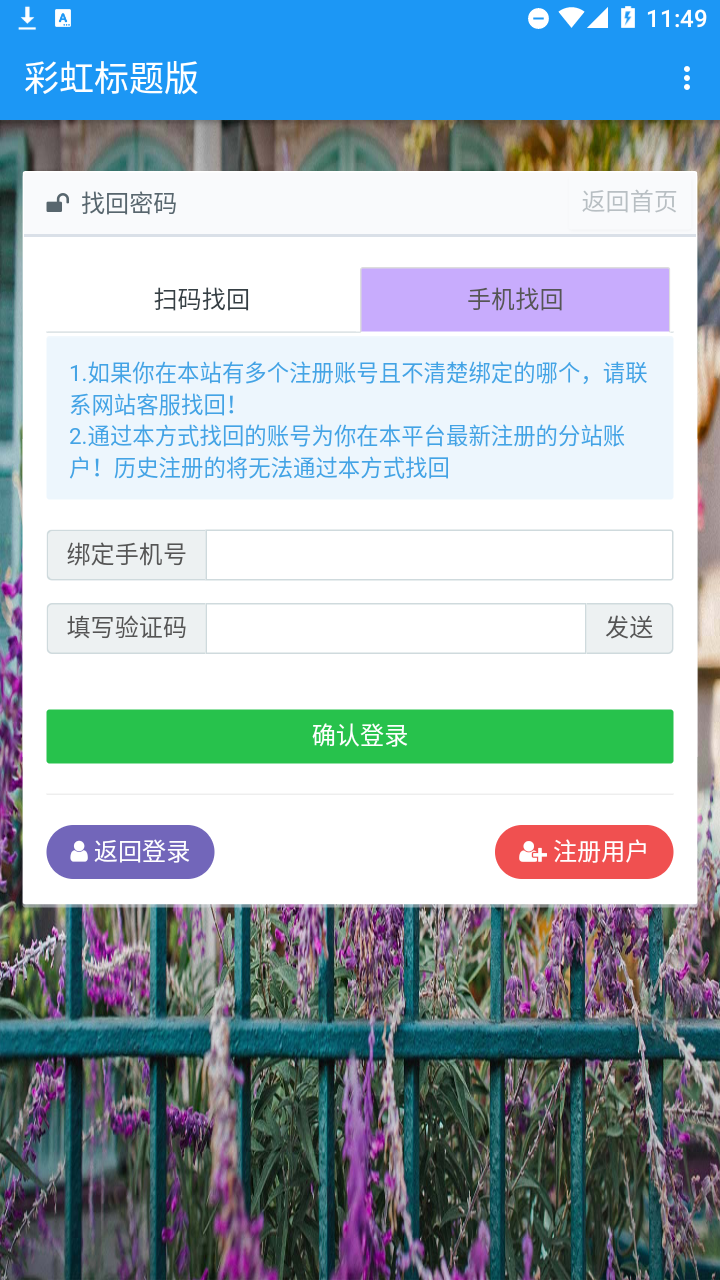 11:49
彩虹标题版
找回密码
返回首页
扫码找回
手机找回
1.如果你在本站有多个注册账号且不清楚绑定的哪个，请联
系网站客服找回！
2.通过本方式找回的账号为你在本平台最新注册的分站账
户！历史注册的将无法通过本方式找回
绑定手机号
填写验证码
发送
确认登录
返回登录
注册用户